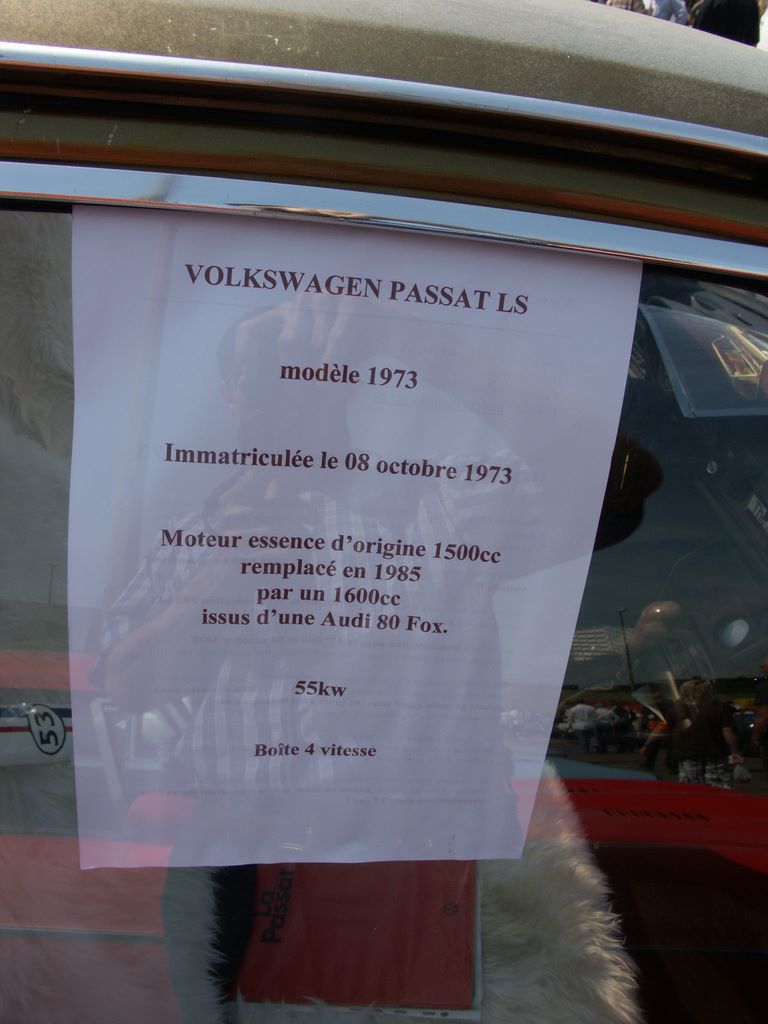 VOLKSWAGEN PASSAT LS
modèle 1973
Immatriculée le 08 octobre 1973
Moteur essence d'origine 1500cc
remplacé en 1985
par un 1600cc
issus d'une Audi 80 Fox.
55kw
Boîte 4 vitesse
53
La
Passat